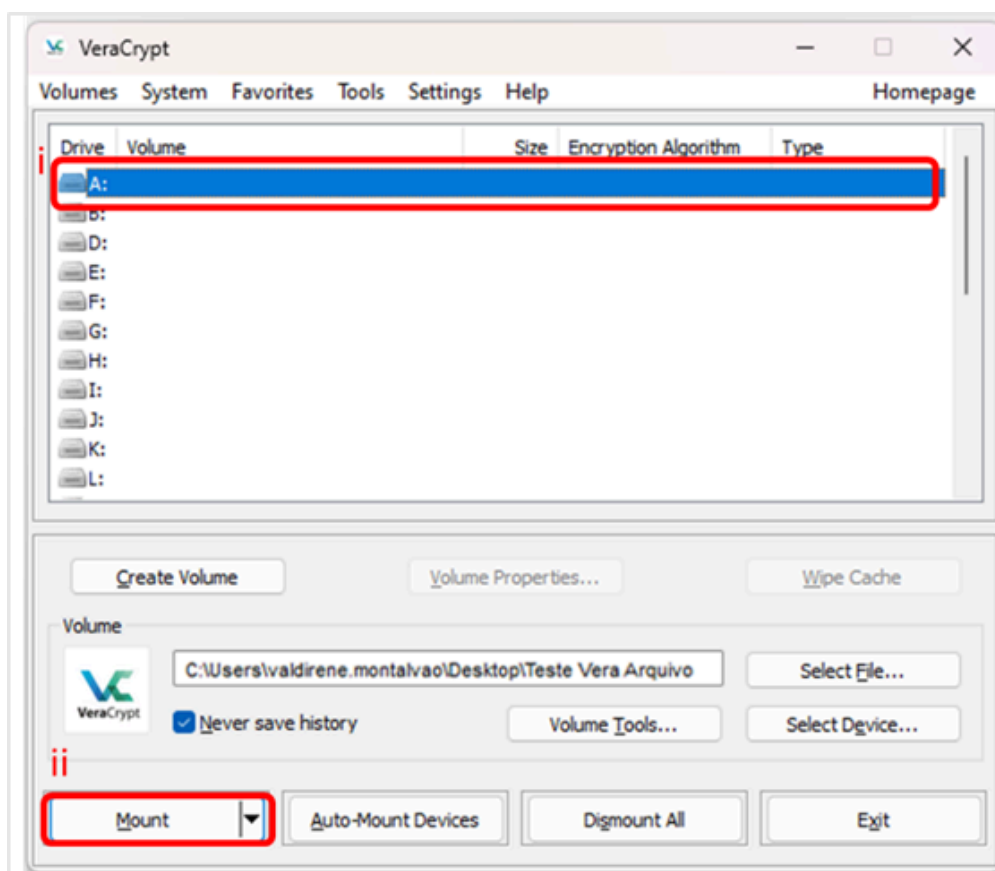 VeraCrypt
Volumes System Favorites Tools Settings Help Homepage
Drive Volume Size Encryption Algorithm Type
i
A:
B:
D:
E:
F:
G:
H:
I:
J:
K:
L:
Create Volume Volume Properties... Wipe Cache
Volume
C:\Users\valdirene.montalvao\Desktop\Teste Vera Arquivo Select File...
VC
VeraCrypt
Never save history Volume Tools... Select Device...
ii
Mount Auto-Mount Devices Dismount All Exit